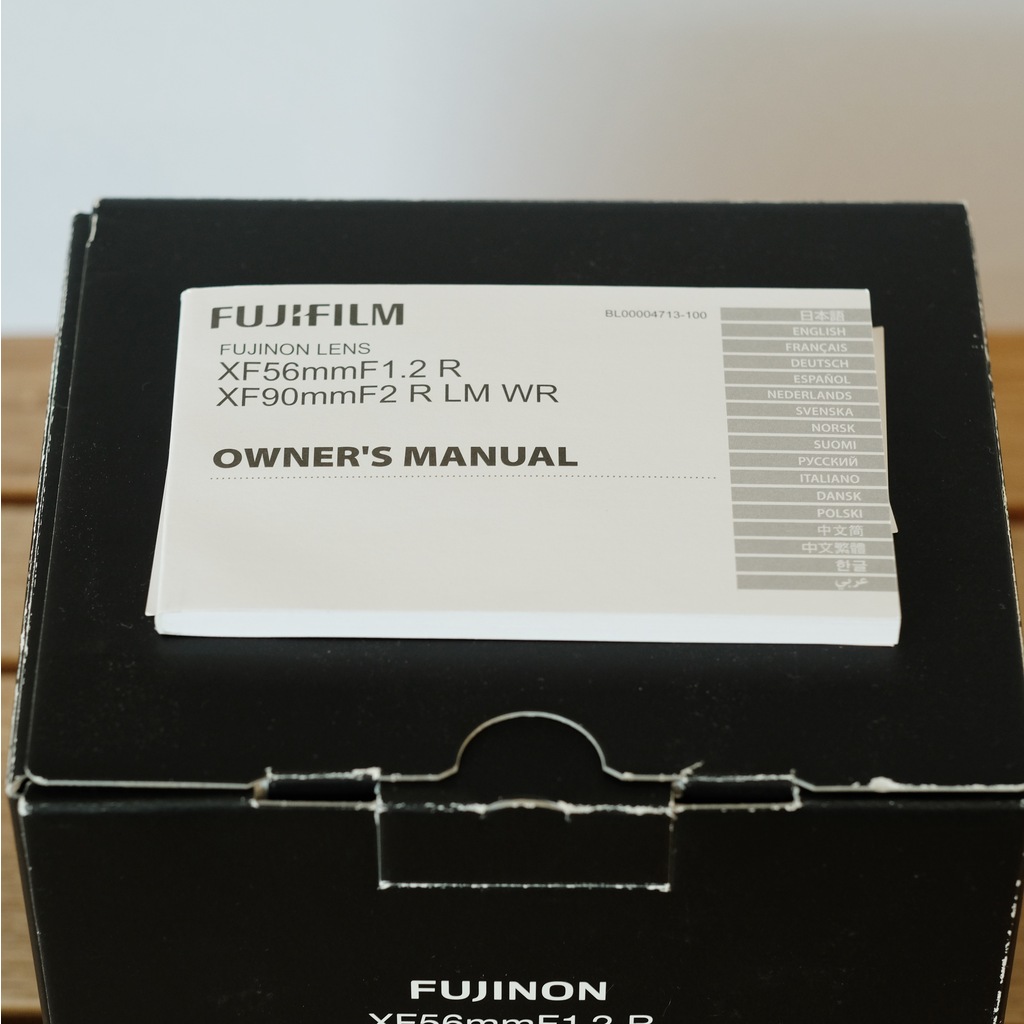 FUJIFILM
BL00004713-100
FUJINON LENS
XF56mmF1.2 R
XF90mmF2 R LM WR
OWNER'S MANUAL
日本語
ENGLISH
FRANÇAIS
DEUTSCH
ESPAÑOL
NEDERLANDS
SVENSKA
NORSK
SUOMI
РУССКИЙ
ITALIANO
DANSK
POLSKI
中文简
中文繁體
한글
عربي
FUJINON
XF56mmF1.2 R